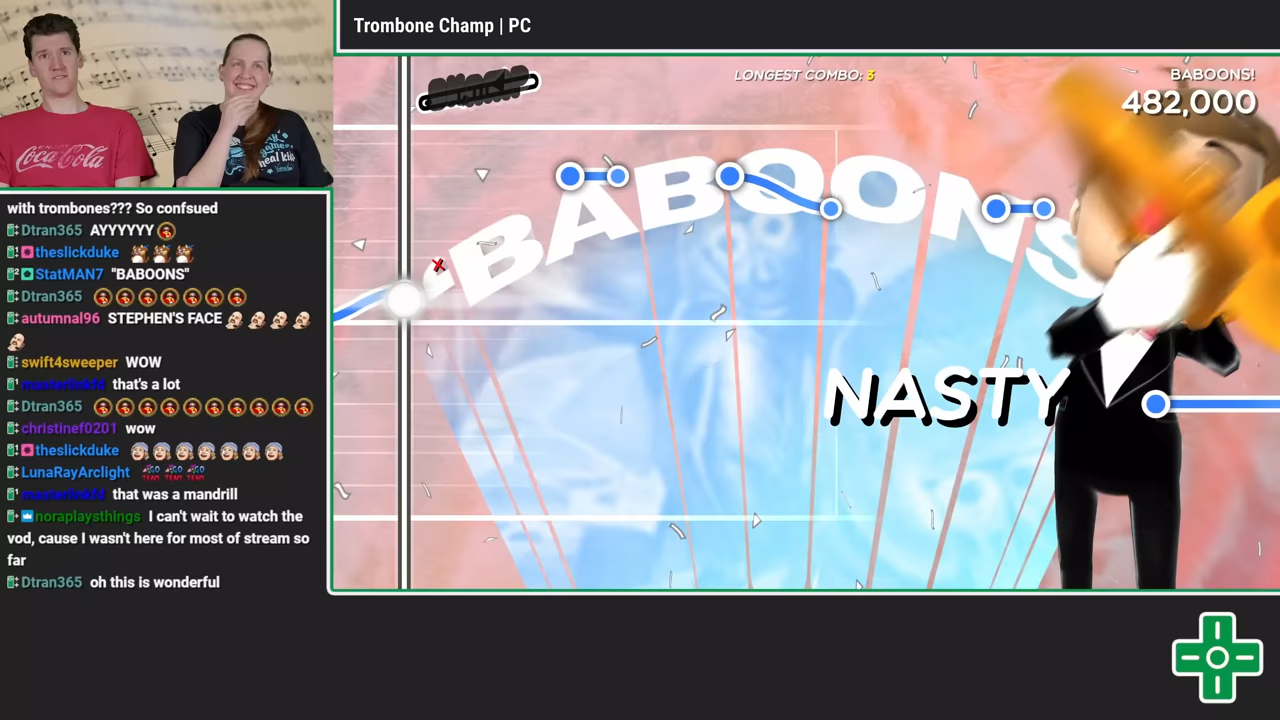 Trombone Champ | PC
Coca-Cola
LONGEST COMBO: 3
BABOONS!
482,000
BABOONS
NASTY
with trombones??? So confsued
Dtran365 AYYYYYY
theslickduke
StatMAN7 "BABOONS"
Dtran365
autumnal96 STEPHEN'S FACE
swift4sweeper WOW
that's a lot
Dtran365
christinef0201 wow
theslickduke
LunaRayArclight
that was a mandrill
noraplaysthings I can't wait to watch the
vod, cause I wasn't here for most of stream so
far
Dtran365 oh this is wonderful